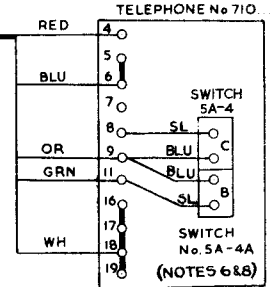 TELEPHONE No 710
RED 4
5
BLU 6
7
8 SL
SWITCH
5A-4
C
OR 9 BLU
GRN 11 BLU
B
SL
16
17
WH 18
19
SWITCH
No. 5A-4A
(NOTES 6&8)